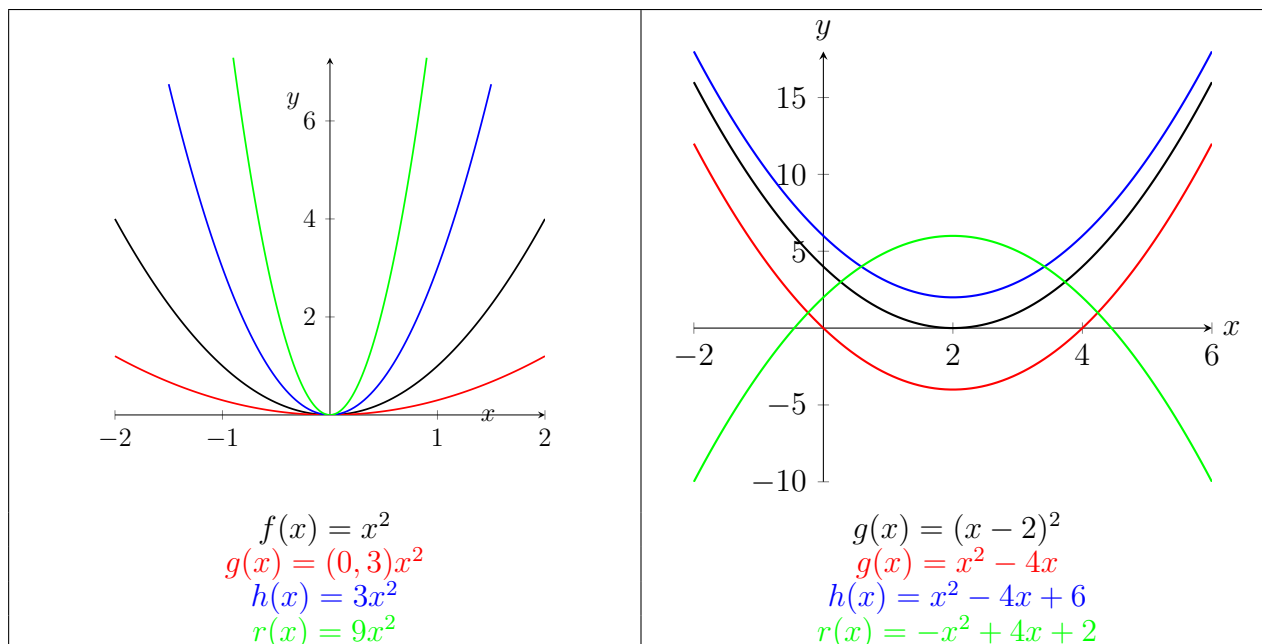 y
6
4
2
x
−2
−1
1
2
f(x) = x²
g(x) = (0, 3)x²
h(x) = 3x²
r(x) = 9x²
y
15
10
5
x
−2
2
4
6
−5
−10
g(x) = (x − 2)²
g(x) = x² − 4x
h(x) = x² − 4x + 6
r(x) = −x² + 4x + 2